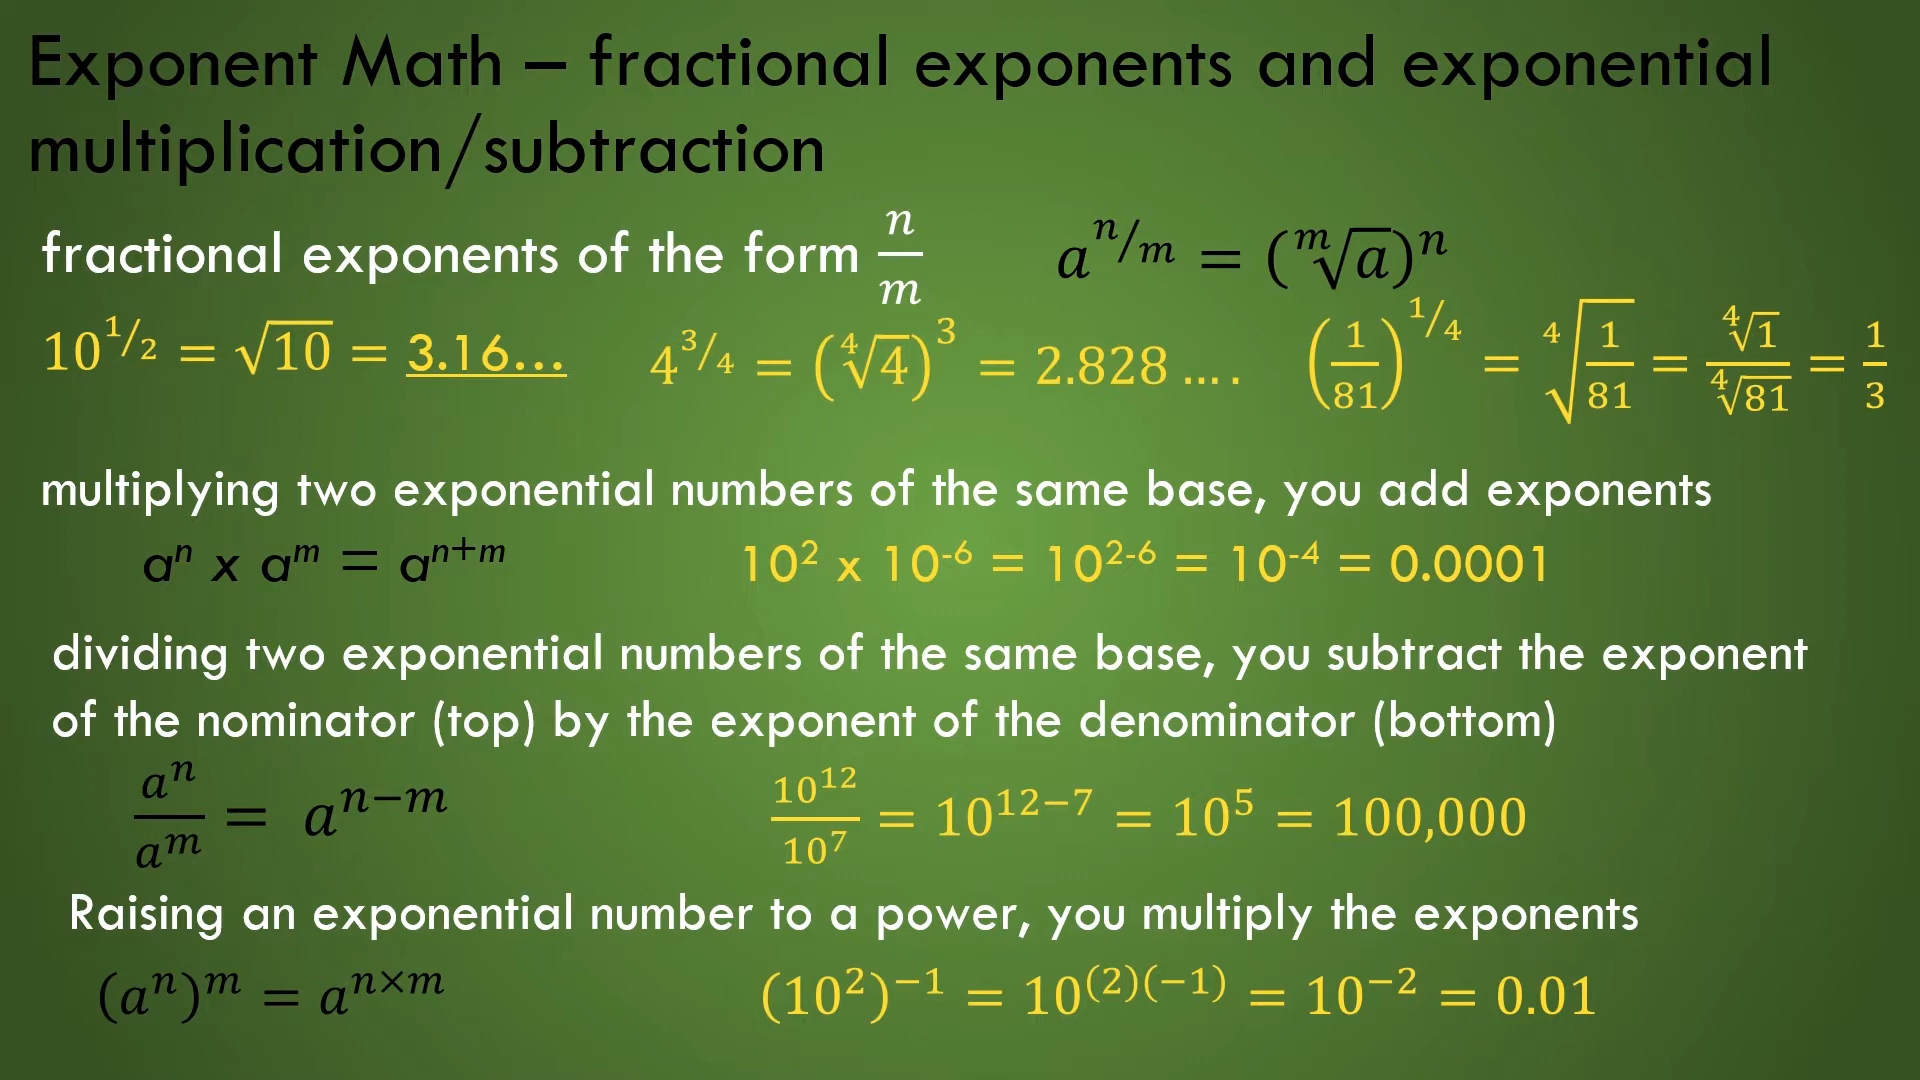 Exponent Math – fractional exponents and exponential
multiplication/subtraction
fractional exponents of the form n/m a^(n/m) = (ᵐ√a)ⁿ
10^(1/2) = √10 = 3.16... 4^(3/4) = (⁴√4)³ = 2.828 .... (1/81)^(1/4) = ⁴√(1/81) = ⁴√1/⁴√81 = 1/3
multiplying two exponential numbers of the same base, you add exponents
aⁿ x aᵐ = aⁿ⁺ᵐ 10² x 10⁻⁶ = 10²⁻⁶ = 10⁻⁴ = 0.0001
dividing two exponential numbers of the same base, you subtract the exponent
of the nominator (top) by the exponent of the denominator (bottom)
aⁿ/aᵐ = aⁿ⁻ᵐ 10¹²/10⁷ = 10¹²⁻⁷ = 10⁵ = 100,000
Raising an exponential number to a power, you multiply the exponents
(aⁿ)ᵐ = a^(n×m) (10²)⁻¹ = 10⁽²⁾⁽⁻¹⁾ = 10⁻² = 0.01